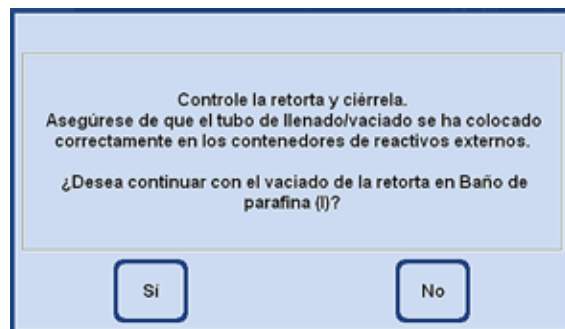 Controle la retorta y ciérrela.
Asegúrese de que el tubo de llenado/vaciado se ha colocado
correctamente en los contenedores de reactivos externos.
¿Desea continuar con el vaciado de la retorta en Baño de
parafina (I)?
Sí
No